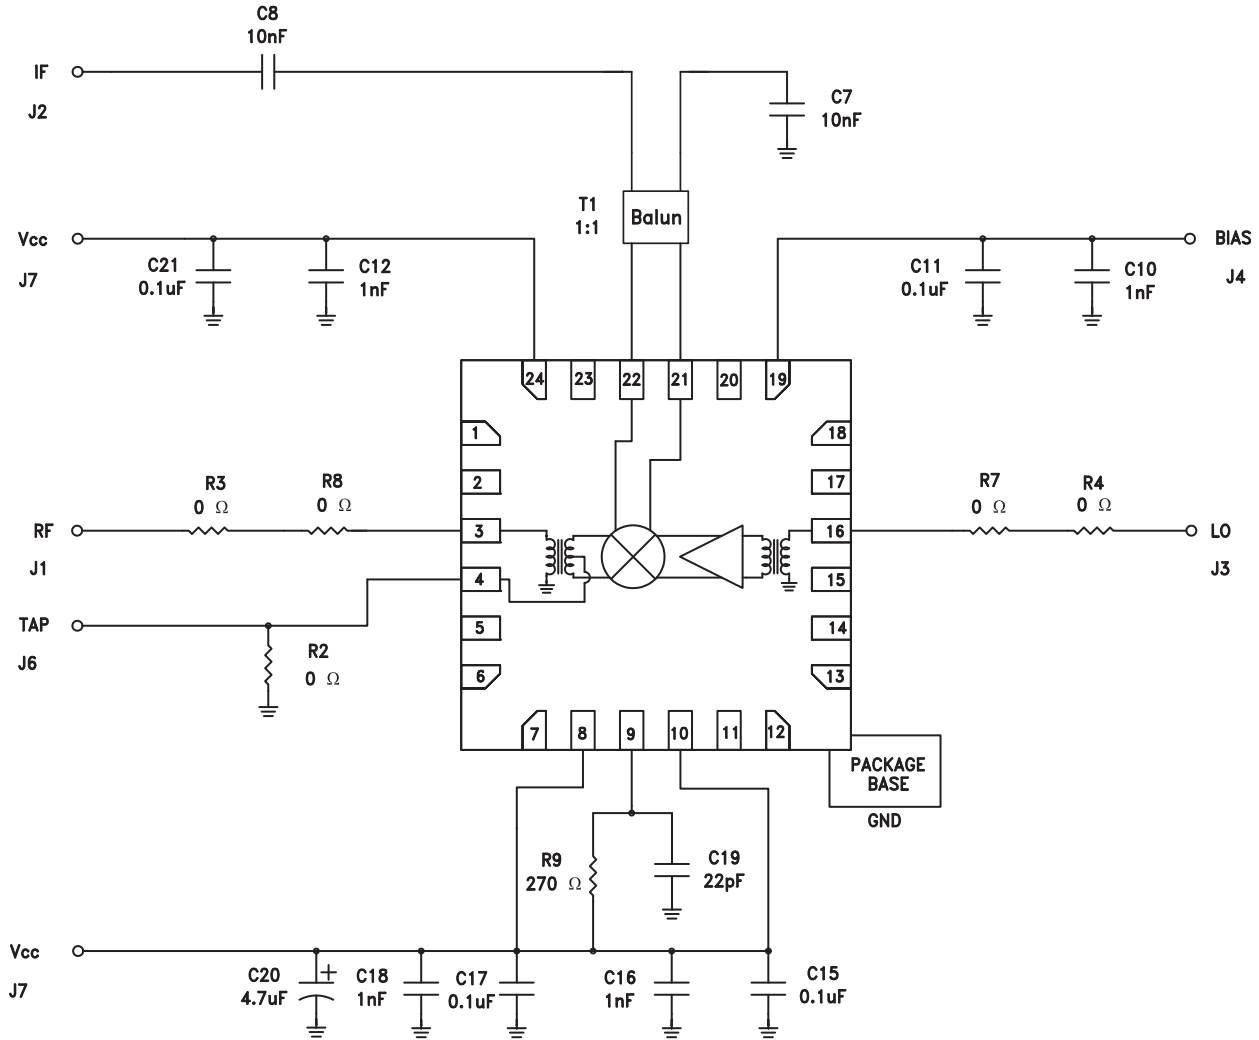 C8
10nF
IF
J2
C7
10nF
T1
1:1
Balun
Vcc
J7
C21
0.1uF
C12
1nF
C11
0.1uF
C10
1nF
BIAS
J4
24
23
22
21
20
19
1
2
3
4
5
6
18
17
16
15
14
13
R3
0 Ω
R8
0 Ω
RF
J1
R7
0 Ω
R4
0 Ω
LO
J3
TAP
J6
R2
0 Ω
7
8
9
10
11
12
PACKAGE
BASE
GND
R9
270 Ω
C19
22pF
Vcc
J7
C20
4.7uF
+
C18
1nF
C17
0.1uF
C16
1nF
C15
0.1uF